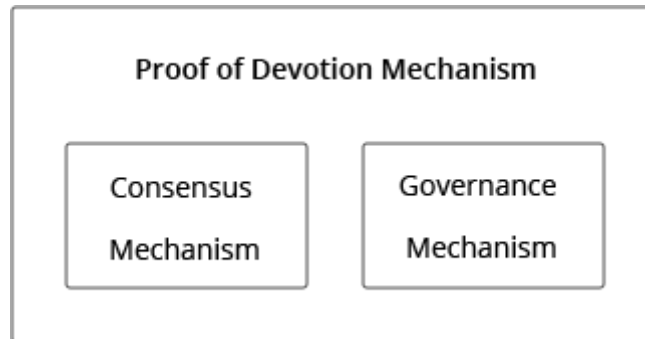 Proof of Devotion Mechanism
Consensus
Mechanism
Governance
Mechanism